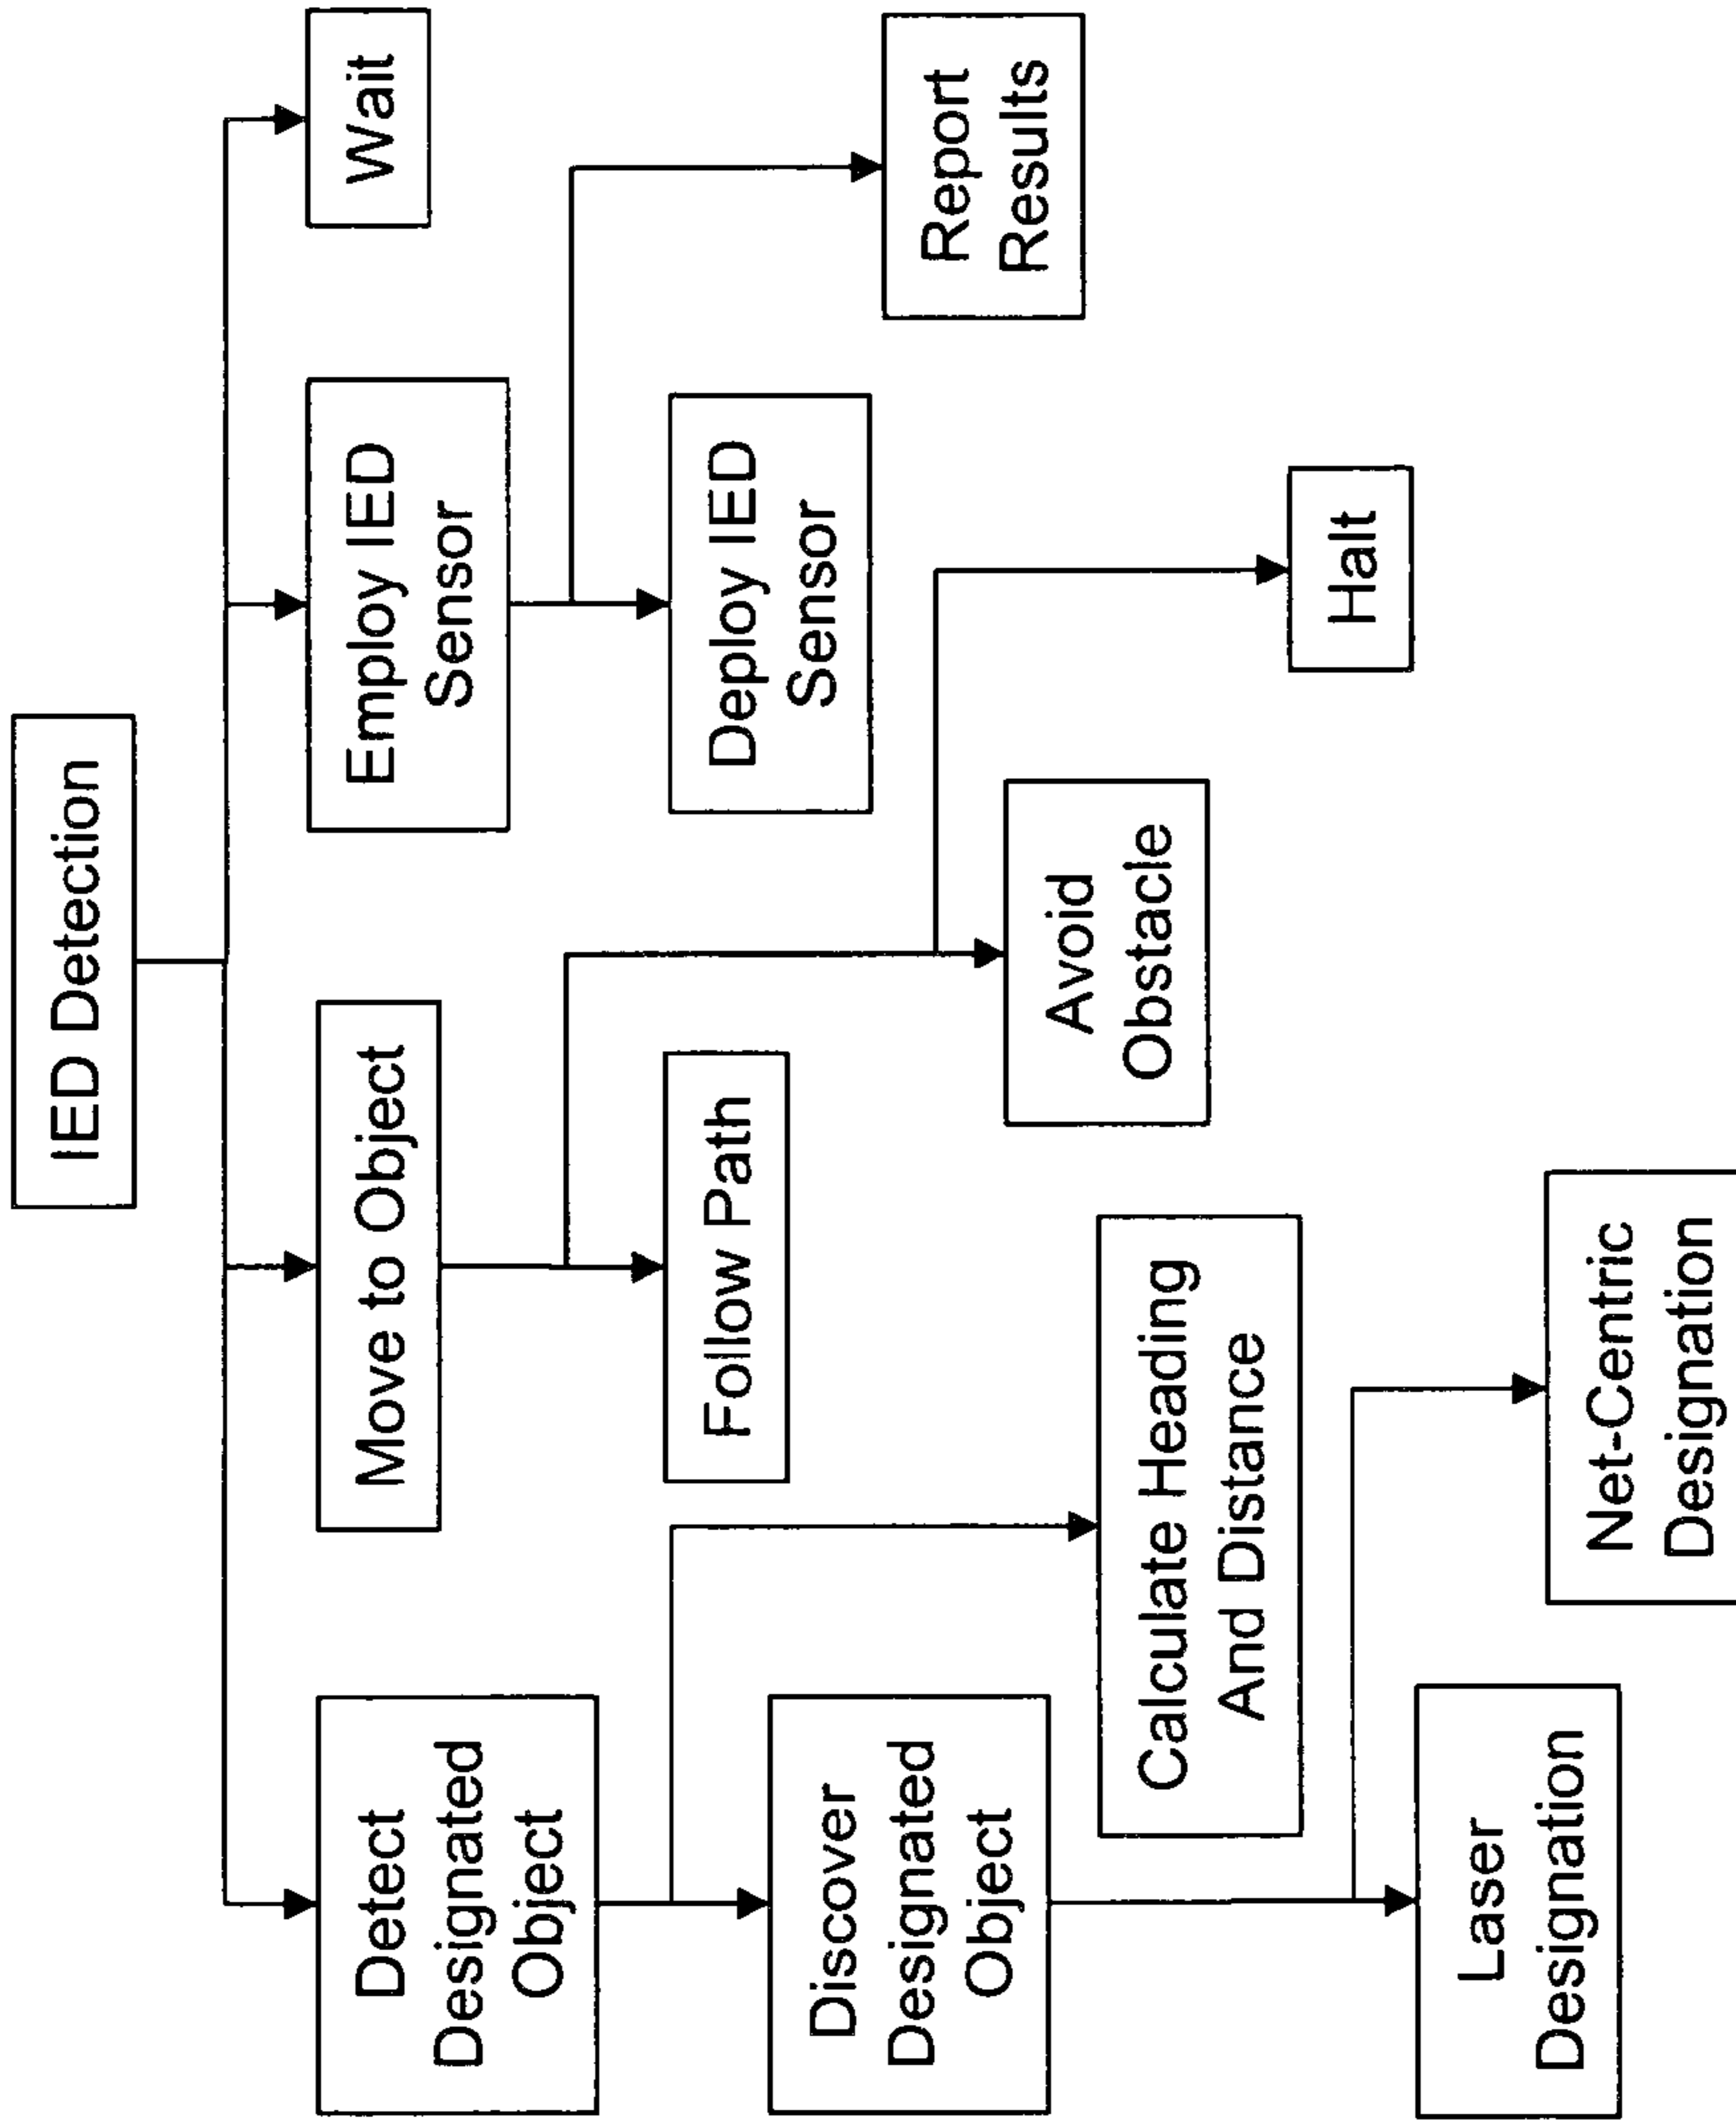 IED Detection
Detect
Designated
Object
Move to Object
Employ IED
Sensor
Wait
Discover
Designated
Object
Follow Path
Deploy IED
Sensor
Report
Results
Calculate Heading
And Distance
Avoid
Obstacle
Halt
Laser
Designation
Net-Centric
Designation